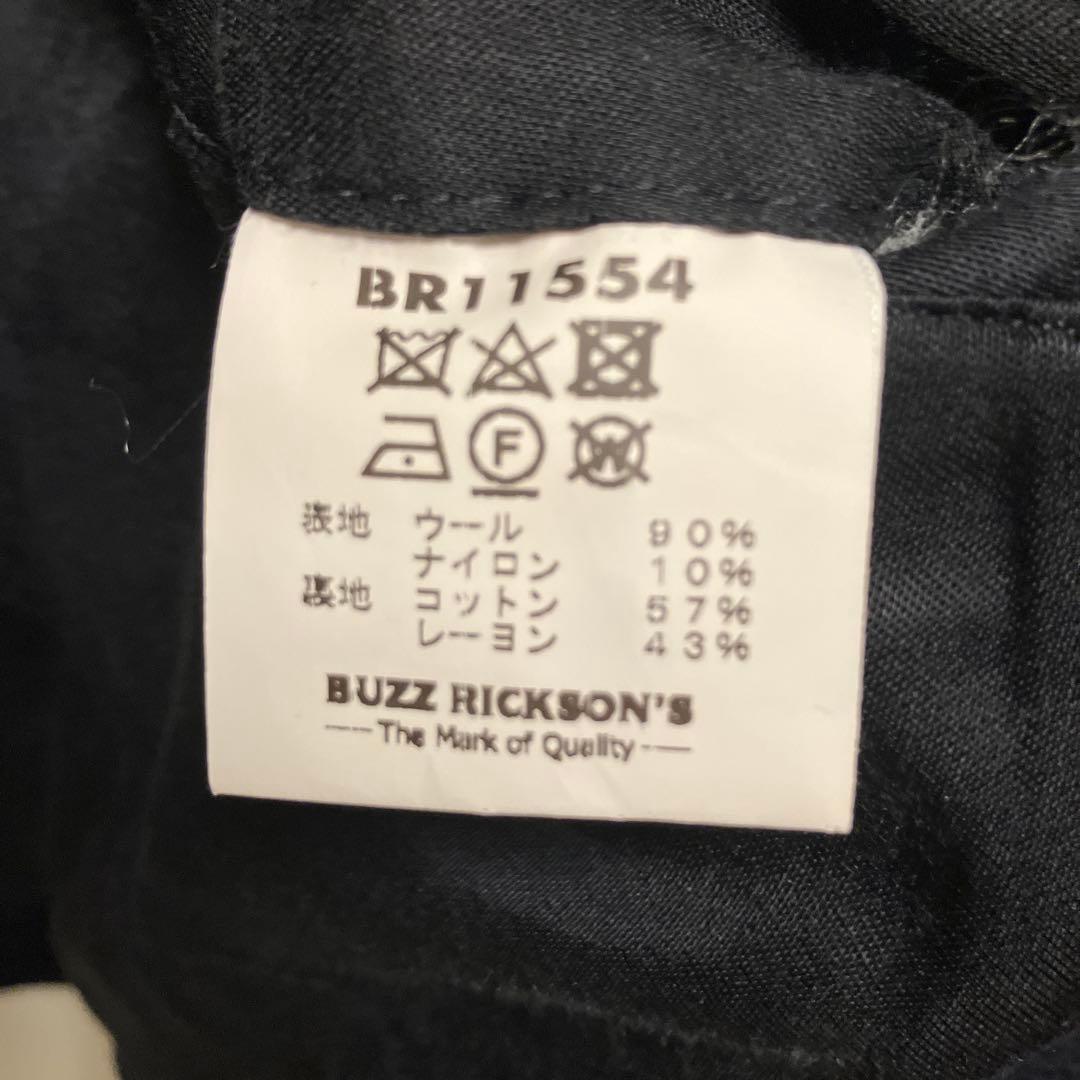 BR11554
F
W
表地 ウール 90%
ナイロン 10%
裏地 コットン 57%
レーヨン 43%
BUZZ RICKSON'S
The Mark of Quality